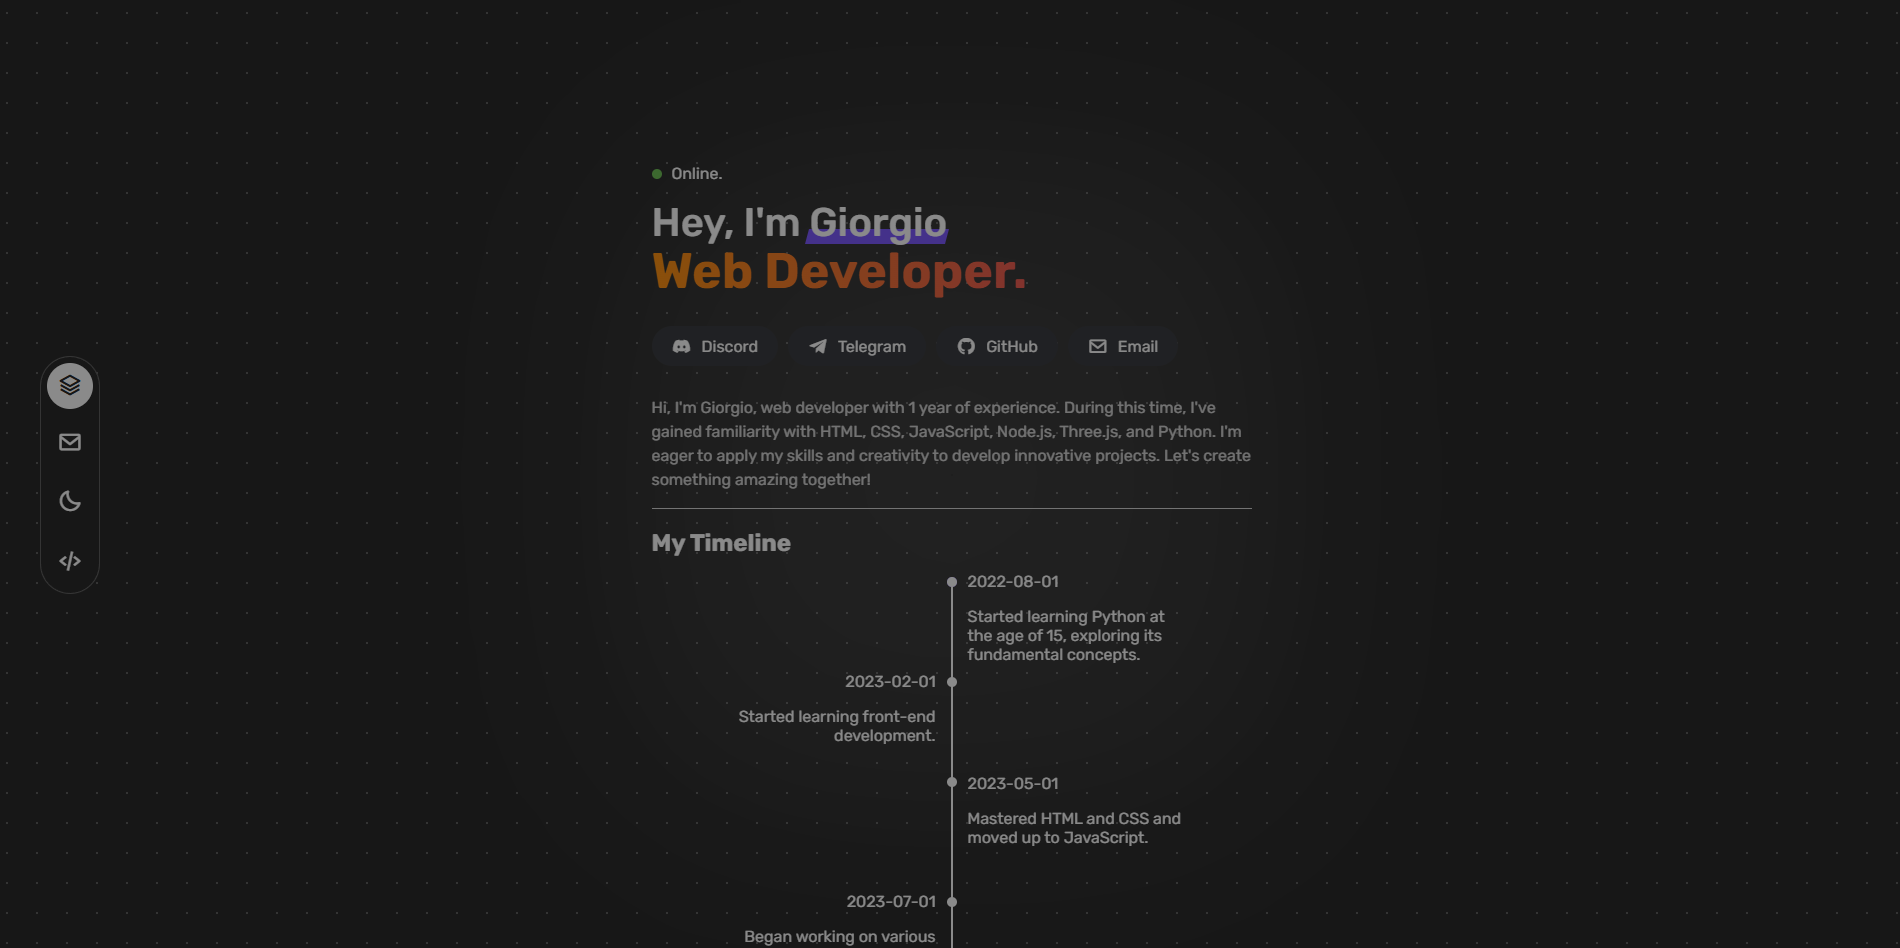 Online.
Hey, I'm Giorgio
Web Developer.
Discord
Telegram
GitHub
Email
Hi, I'm Giorgio, web developer with 1 year of experience. During this time, I've
gained familiarity with HTML, CSS, JavaScript, Node.js, Three.js, and Python. I'm
eager to apply my skills and creativity to develop innovative projects. Let's create
something amazing together!
My Timeline
2022-08-01
Started learning Python at
the age of 15, exploring its
fundamental concepts.
2023-02-01
Started learning front-end
development.
2023-05-01
Mastered HTML and CSS and
moved up to JavaScript.
2023-07-01
Began working on various